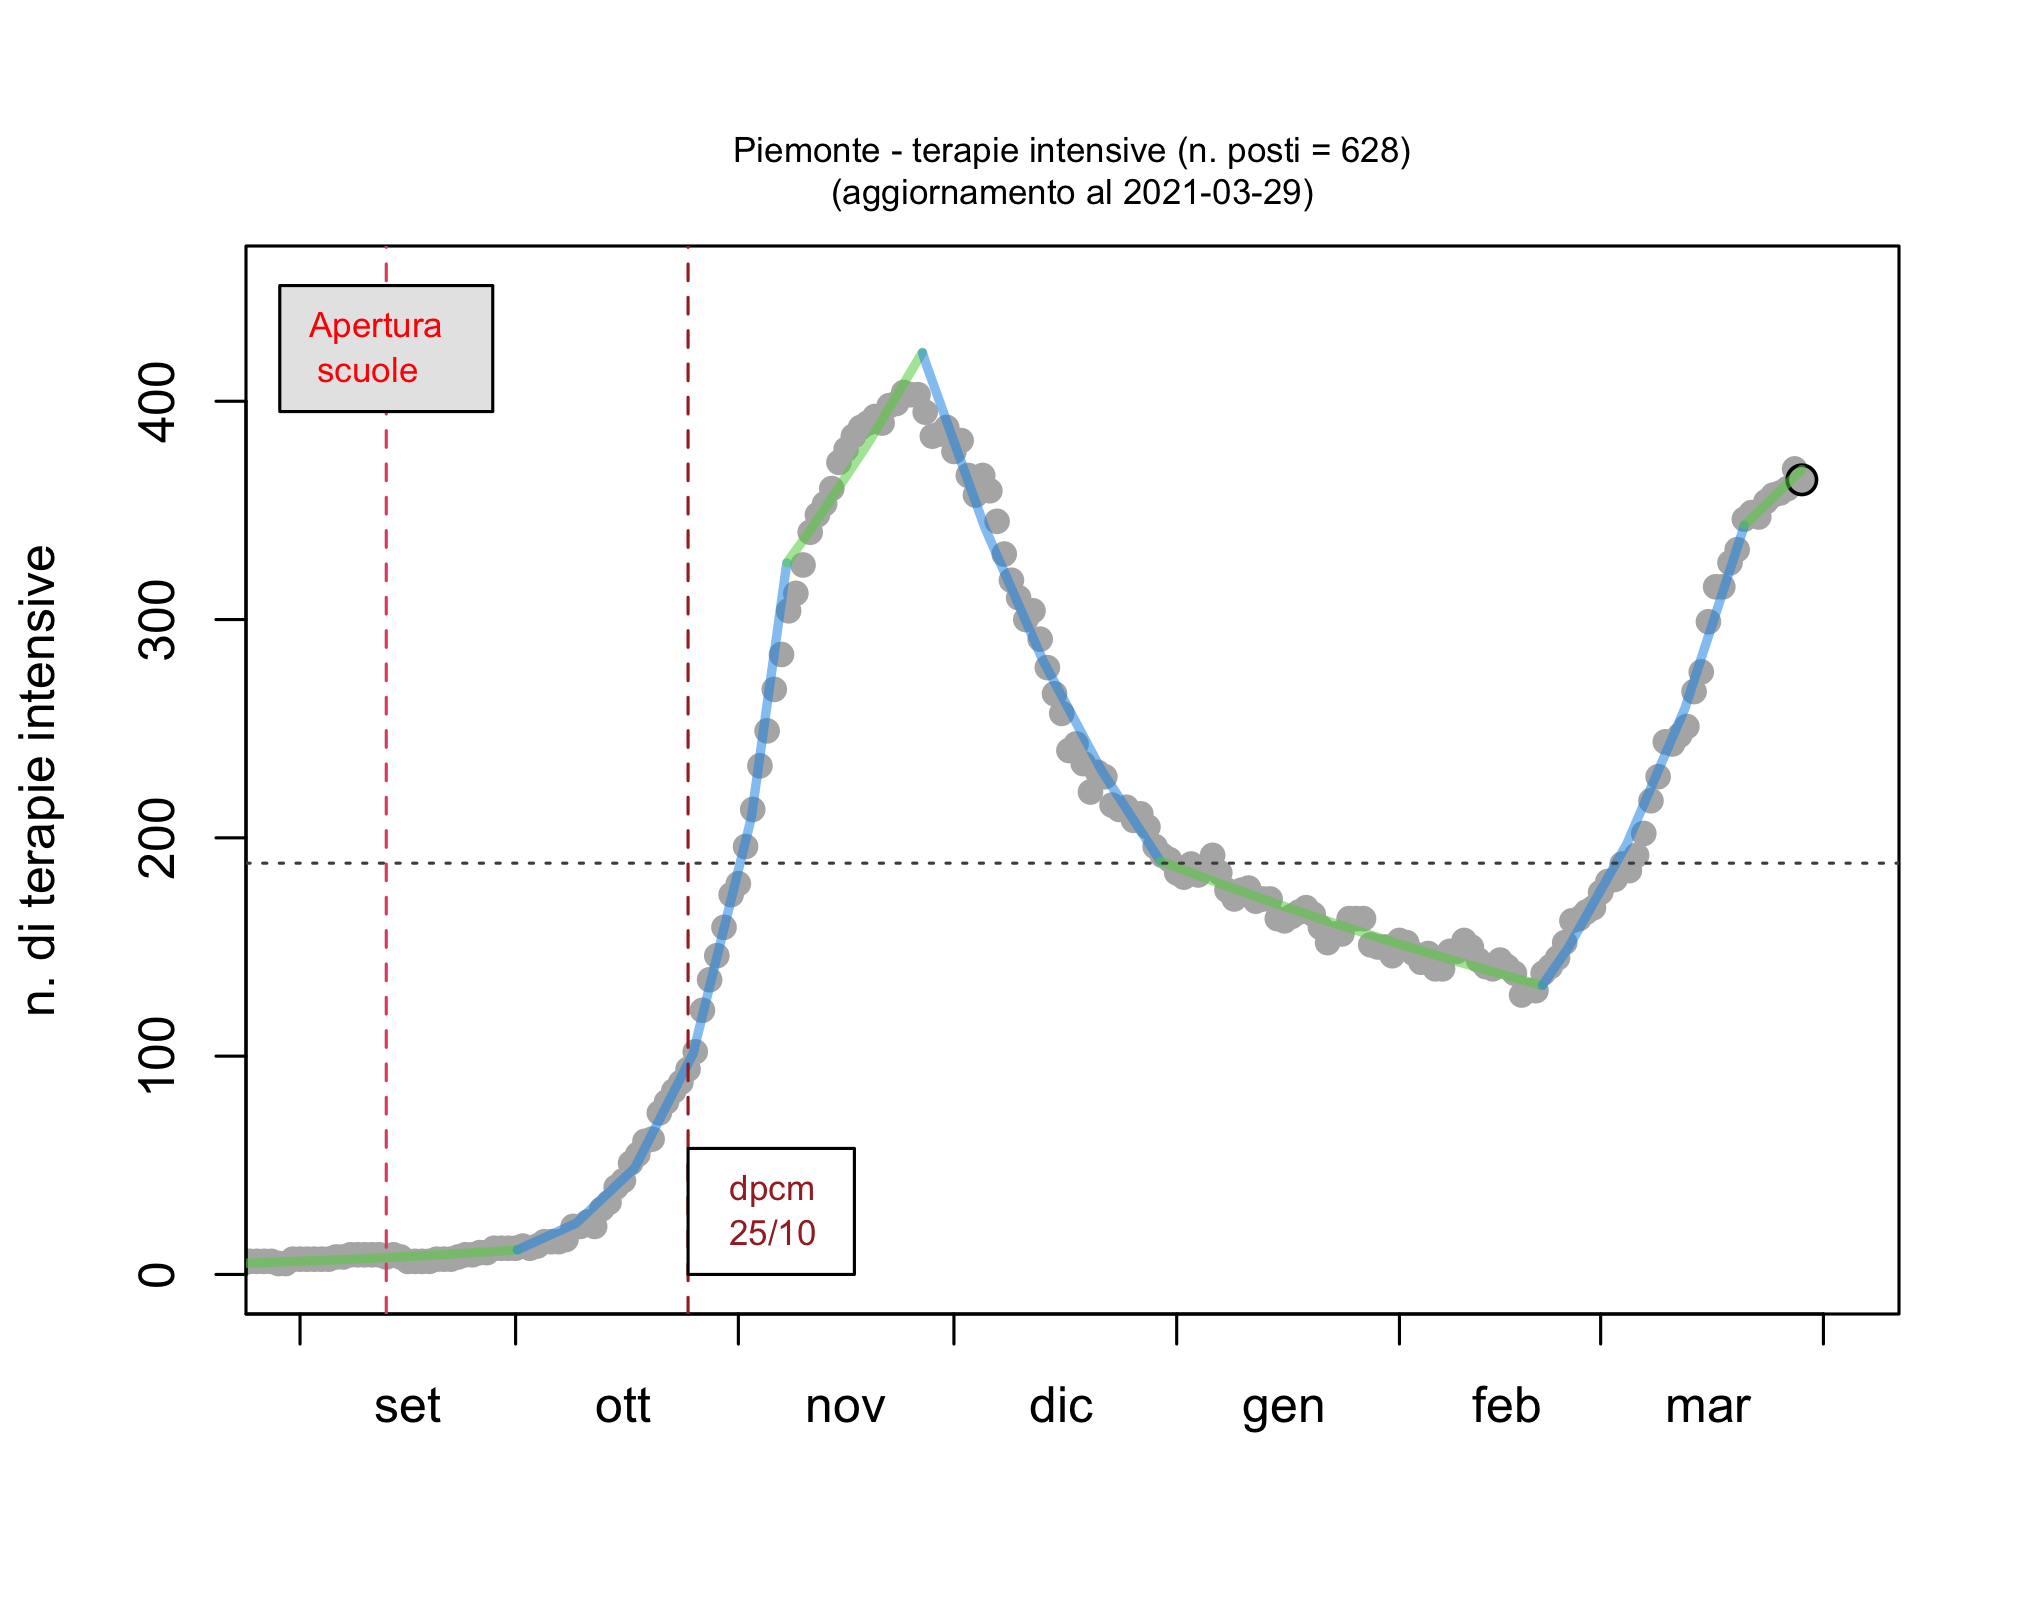 Piemonte - terapie intensive (n. posti = 628)
(aggiornamento al 2021-03-29)
Apertura
scuole
n. di terapie intensive
400
300
200
100
0
dpcm
25/10
set
ott
nov
dic
gen
feb
mar